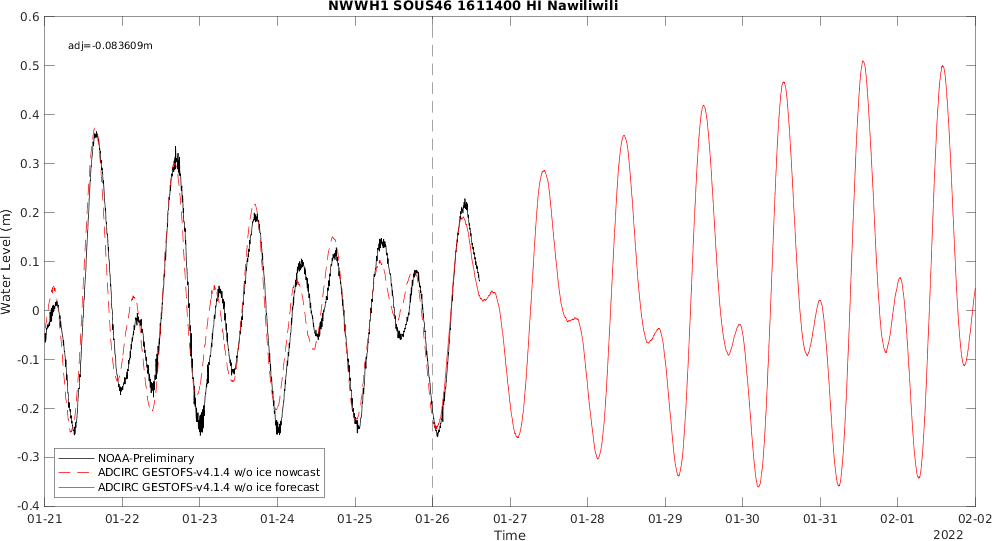 NWWH1 SOUS46 1611400 HI Nawiliwili
adj=-0.083609m
Water Level (m)
0.6
0.5
0.4
0.3
0.2
0.1
0
-0.1
-0.2
-0.3
-0.4
NOAA-Preliminary
ADCIRC GESTOFS-v4.1.4 w/o ice nowcast
ADCIRC GESTOFS-v4.1.4 w/o ice forecast
01-21 01-22 01-23 01-24 01-25 01-26 01-27 01-28 01-29 01-30 01-31 02-01 02-02
Time
2022